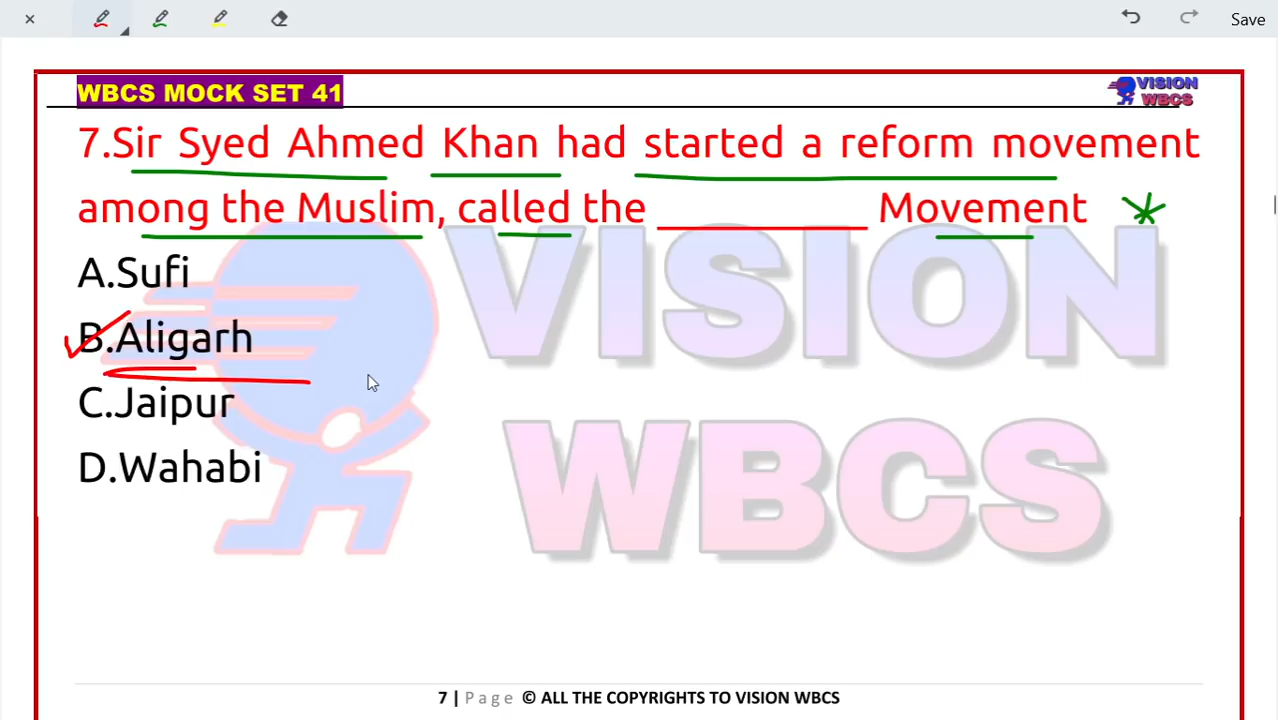 Save
WBCS MOCK SET 41
VISION
WBCS
7.Sir Syed Ahmed Khan had started a reform movement
among the Muslim, called the __________ Movement
A.Sufi
B.Aligarh
C.Jaipur
D.Wahabi
VISION
WBCS
7 | Page © ALL THE COPYRIGHTS TO VISION WBCS